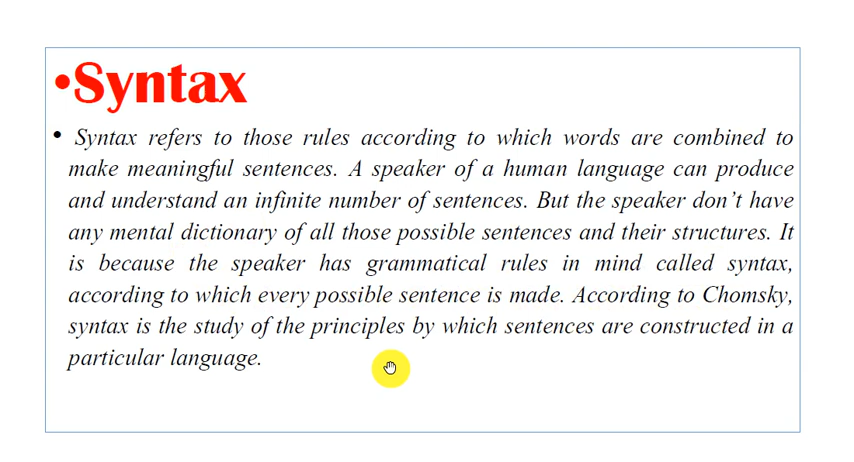 •Syntax
• Syntax refers to those rules according to which words are combined to
make meaningful sentences. A speaker of a human language can produce
and understand an infinite number of sentences. But the speaker don’t have
any mental dictionary of all those possible sentences and their structures. It
is because the speaker has grammatical rules in mind called syntax,
according to which every possible sentence is made. According to Chomsky,
syntax is the study of the principles by which sentences are constructed in a
particular language.